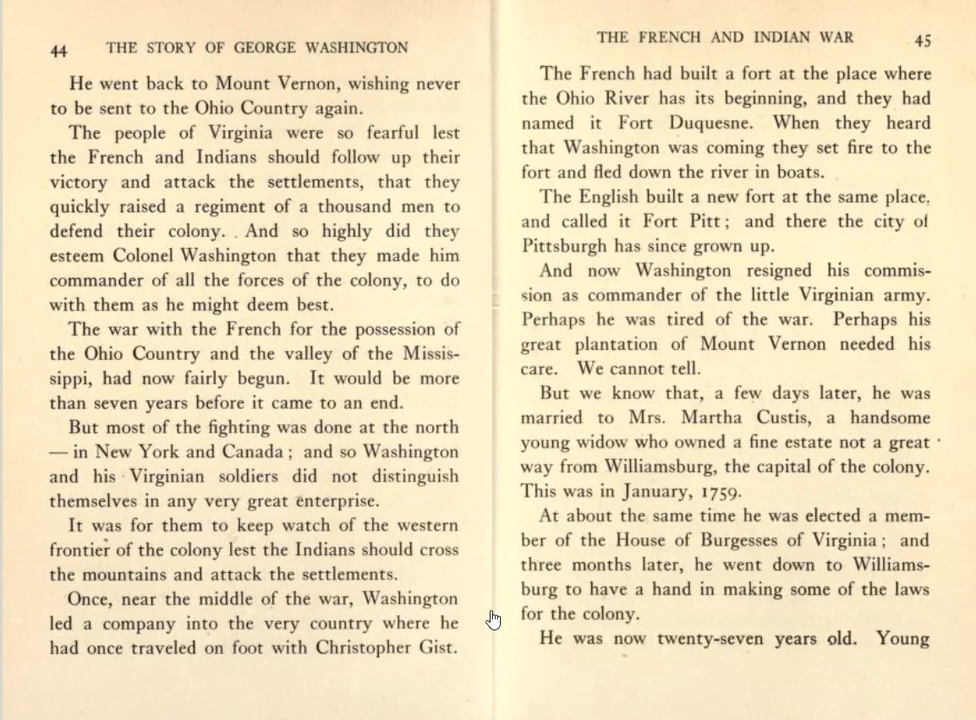 44 THE STORY OF GEORGE WASHINGTON
He went back to Mount Vernon, wishing never
to be sent to the Ohio Country again.
The people of Virginia were so fearful lest
the French and Indians should follow up their
victory and attack the settlements, that they
quickly raised a regiment of a thousand men to
defend their colony. And so highly did they
esteem Colonel Washington that they made him
commander of all the forces of the colony, to do
with them as he might deem best.
The war with the French for the possession of
the Ohio Country and the valley of the Missis-
sippi, had now fairly begun. It would be more
than seven years before it came to an end.
But most of the fighting was done at the north
— in New York and Canada; and so Washington
and his Virginian soldiers did not distinguish
themselves in any very great enterprise.
It was for them to keep watch of the western
frontier of the colony lest the Indians should cross
the mountains and attack the settlements.
Once, near the middle of the war, Washington
led a company into the very country where he
had once traveled on foot with Christopher Gist.
THE FRENCH AND INDIAN WAR 45
The French had built a fort at the place where
the Ohio River has its beginning, and they had
named it Fort Duquesne. When they heard
that Washington was coming they set fire to the
fort and fled down the river in boats.
The English built a new fort at the same place,
and called it Fort Pitt; and there the city of
Pittsburgh has since grown up.
And now Washington resigned his commis-
sion as commander of the little Virginian army.
Perhaps he was tired of the war. Perhaps his
great plantation of Mount Vernon needed his
care. We cannot tell.
But we know that, a few days later, he was
married to Mrs. Martha Custis, a handsome
young widow who owned a fine estate not a great
way from Williamsburg, the capital of the colony.
This was in January, 1759.
At about the same time he was elected a mem-
ber of the House of Burgesses of Virginia; and
three months later, he went down to Williams-
burg to have a hand in making some of the laws
for the colony.
He was now twenty-seven years old. Young